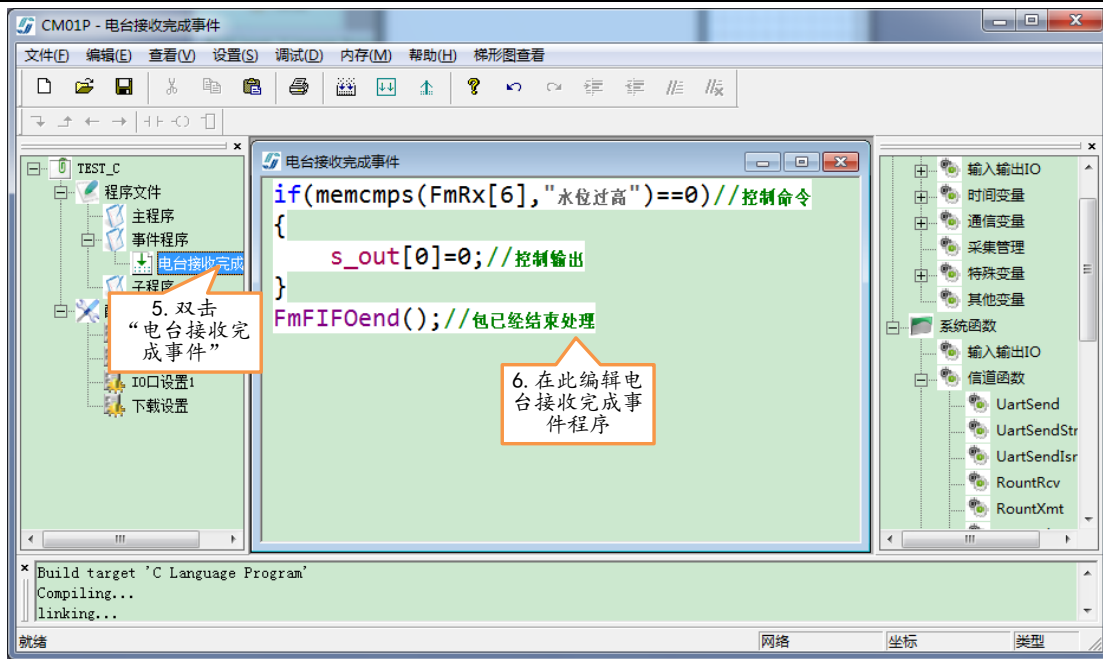 CM01P - 电台接收完成事件
文件(F) 编辑(E) 查看(V) 设置(S) 调试(D) 内存(M) 帮助(H) 梯形图查看
TEST_C
程序文件
主程序
事件程序
电台接收完成
子程序
IO口设置1
下载设置
5. 双击
“电台接收完
成事件”
电台接收完成事件
if(memcmps(FmRx[6],"水位过高")==0)//控制命令
{
s_out[0]=0;//控制输出
}
FmFIFOend();//包已经结束处理
6. 在此编辑电
台接收完成事
件程序
输入输出IO
时间变量
通信变量
采集管理
特殊变量
其他变量
系统函数
输入输出IO
信道函数
UartSend
UartSendStr
UartSendIsr
RountRcv
RountXmt
Build target 'C Language Program'
Compiling...
linking...
就绪
网络
坐标
类型